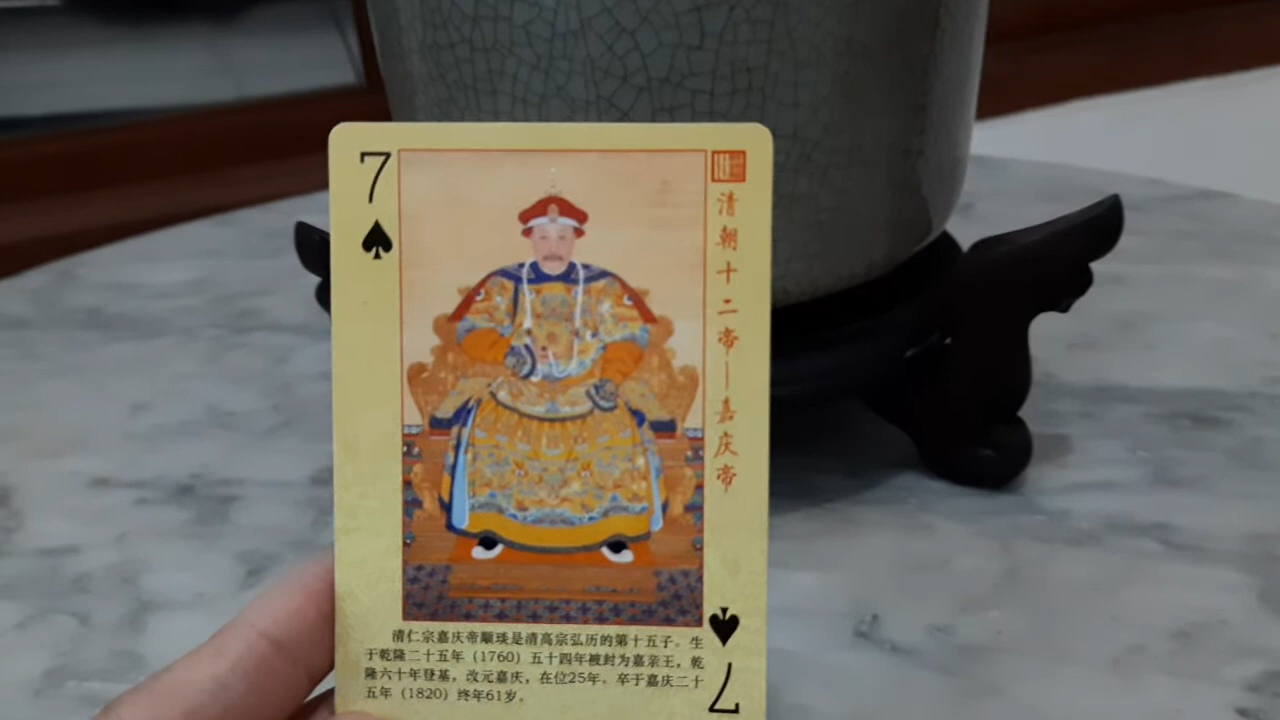 7
清朝十二帝—嘉庆帝
清仁宗嘉庆帝颙琰是清高宗弘历的第十五子。生
于乾隆二十五年（1760）五十四年被封为嘉亲王，乾
隆六十年登基，改元嘉庆，在位25年。卒于嘉庆二十
五年（1820）终年61岁。
7